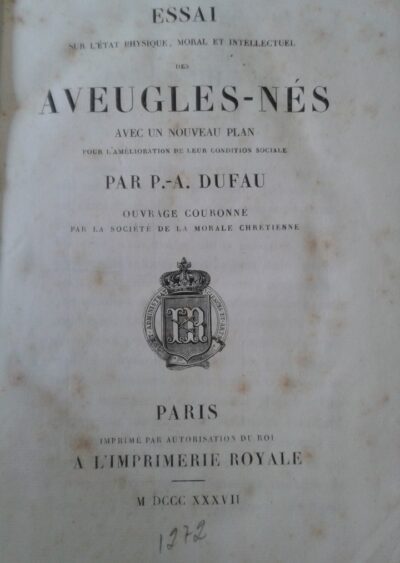 ESSAI
SUR L'ÉTAT PHYSIQUE, MORAL ET INTELLECTUEL
DES
AVEUGLES-NÉS
AVEC UN NOUVEAU PLAN
POUR L'AMÉLIORATION DE LEUR CONDITION SOCIALE
PAR P.-A. DUFAU
OUVRAGE COURONNÉ
PAR LA SOCIÉTÉ DE LA MORALE CHRÉTIENNE
PARIS
IMPRIMÉ PAR AUTORISATION DU ROI
A L'IMPRIMERIE ROYALE
M DCCC XXXVII
1272